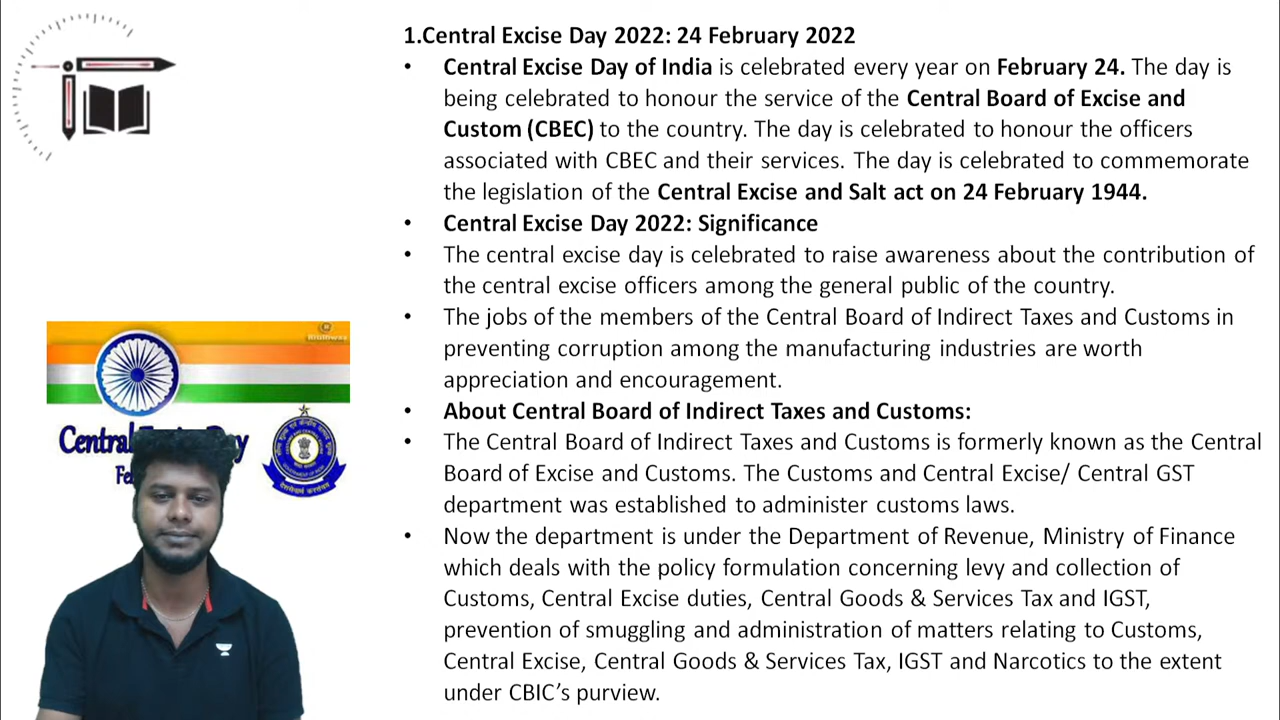 1.Central Excise Day 2022: 24 February 2022
• Central Excise Day of India is celebrated every year on February 24. The day is
being celebrated to honour the service of the Central Board of Excise and
Custom (CBEC) to the country. The day is celebrated to honour the officers
associated with CBEC and their services. The day is celebrated to commemorate
the legislation of the Central Excise and Salt act on 24 February 1944.
• Central Excise Day 2022: Significance
• The central excise day is celebrated to raise awareness about the contribution of
the central excise officers among the general public of the country.
• The jobs of the members of the Central Board of Indirect Taxes and Customs in
preventing corruption among the manufacturing industries are worth
appreciation and encouragement.
• About Central Board of Indirect Taxes and Customs:
• The Central Board of Indirect Taxes and Customs is formerly known as the Central
Board of Excise and Customs. The Customs and Central Excise/ Central GST
department was established to administer customs laws.
• Now the department is under the Department of Revenue, Ministry of Finance
which deals with the policy formulation concerning levy and collection of
Customs, Central Excise duties, Central Goods & Services Tax and IGST,
prevention of smuggling and administration of matters relating to Customs,
Central Excise, Central Goods & Services Tax, IGST and Narcotics to the extent
under CBIC’s purview.
Central Day